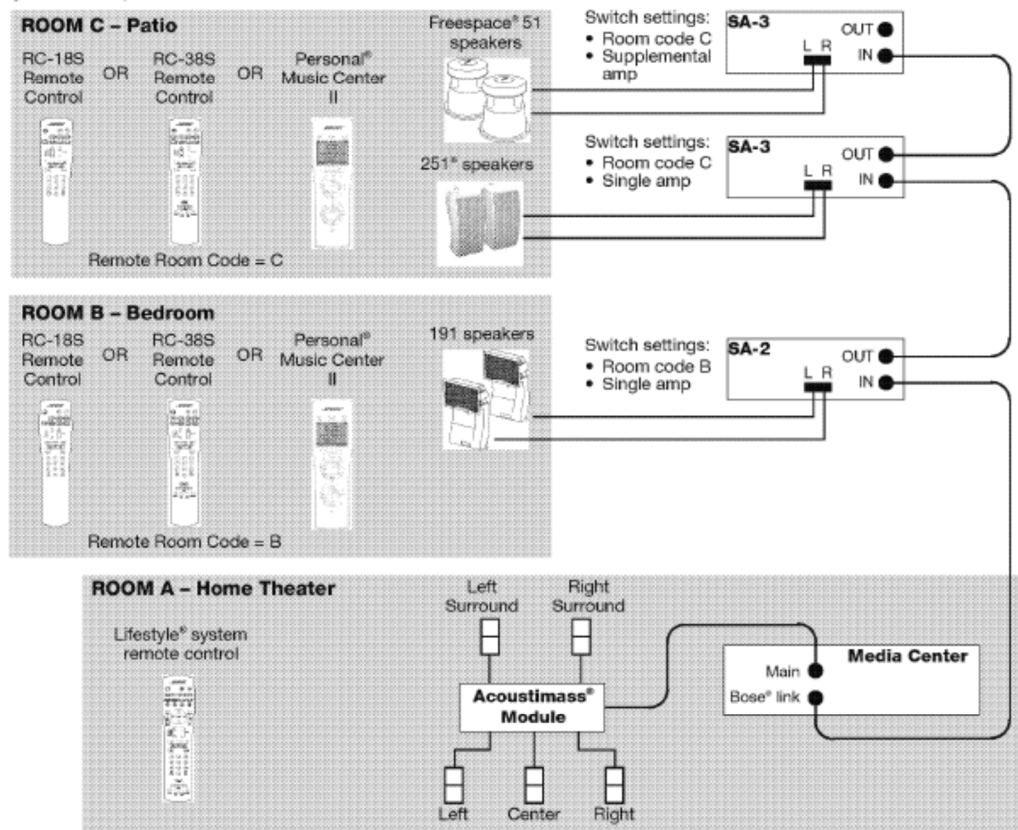 ROOM C – Patio
RC-18S
Remote
Control
OR
RC-38S
Remote
Control
OR
Personal®
Music Center
II
Remote Room Code = C
Freespace® 51
speakers
251® speakers
Switch settings:
• Room code C
• Supplemental
amp
SA-3
L R
OUT
IN
Switch settings:
• Room code C
• Single amp
SA-3
L R
OUT
IN
ROOM B – Bedroom
RC-18S
Remote
Control
OR
RC-38S
Remote
Control
OR
Personal®
Music Center
II
Remote Room Code = B
191 speakers
Switch settings:
• Room code B
• Single amp
SA-2
L R
OUT
IN
ROOM A – Home Theater
Lifestyle® system
remote control
Left
Surround
Right
Surround
Acoustimass®
Module
Left
Center
Right
Media Center
Main
Bose® link